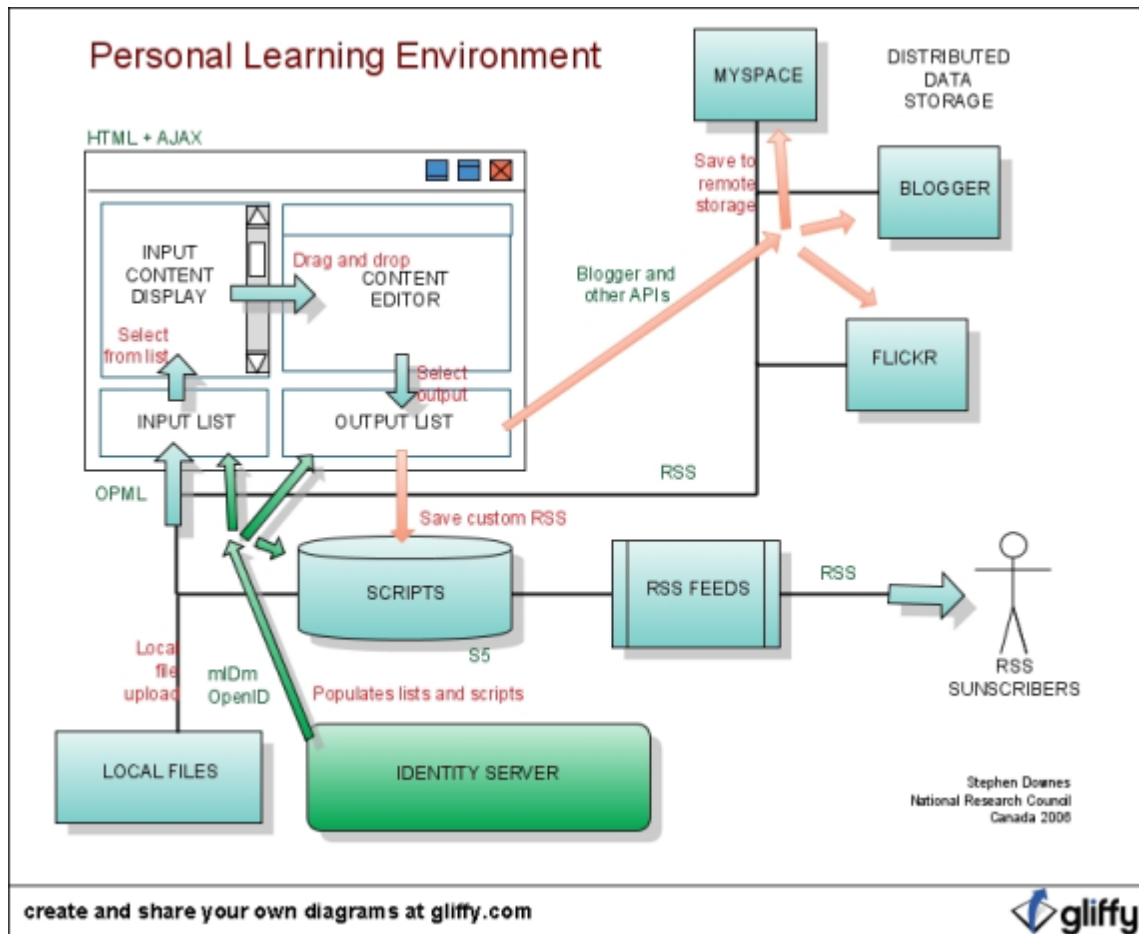 Personal Learning Environment
MYSPACE
DISTRIBUTED
DATA
STORAGE
HTML + AJAX
Save to
remote
storage
BLOGGER
INPUT
CONTENT
DISPLAY
Drag and drop
CONTENT
EDITOR
Blogger and
other APIs
Select
from list
FLICKR
Select
output
INPUT LIST
OUTPUT LIST
RSS
OPML
Save custom RSS
SCRIPTS
RSS FEEDS
RSS
S5
RSS
SUNSCRIBERS
Local
file
upload
mIDm
OpenID
Populates lists and scripts
LOCAL FILES
IDENTITY SERVER
Stephen Downes
National Research Council
Canada 2006
create and share your own diagrams at gliffy.com
gliffy